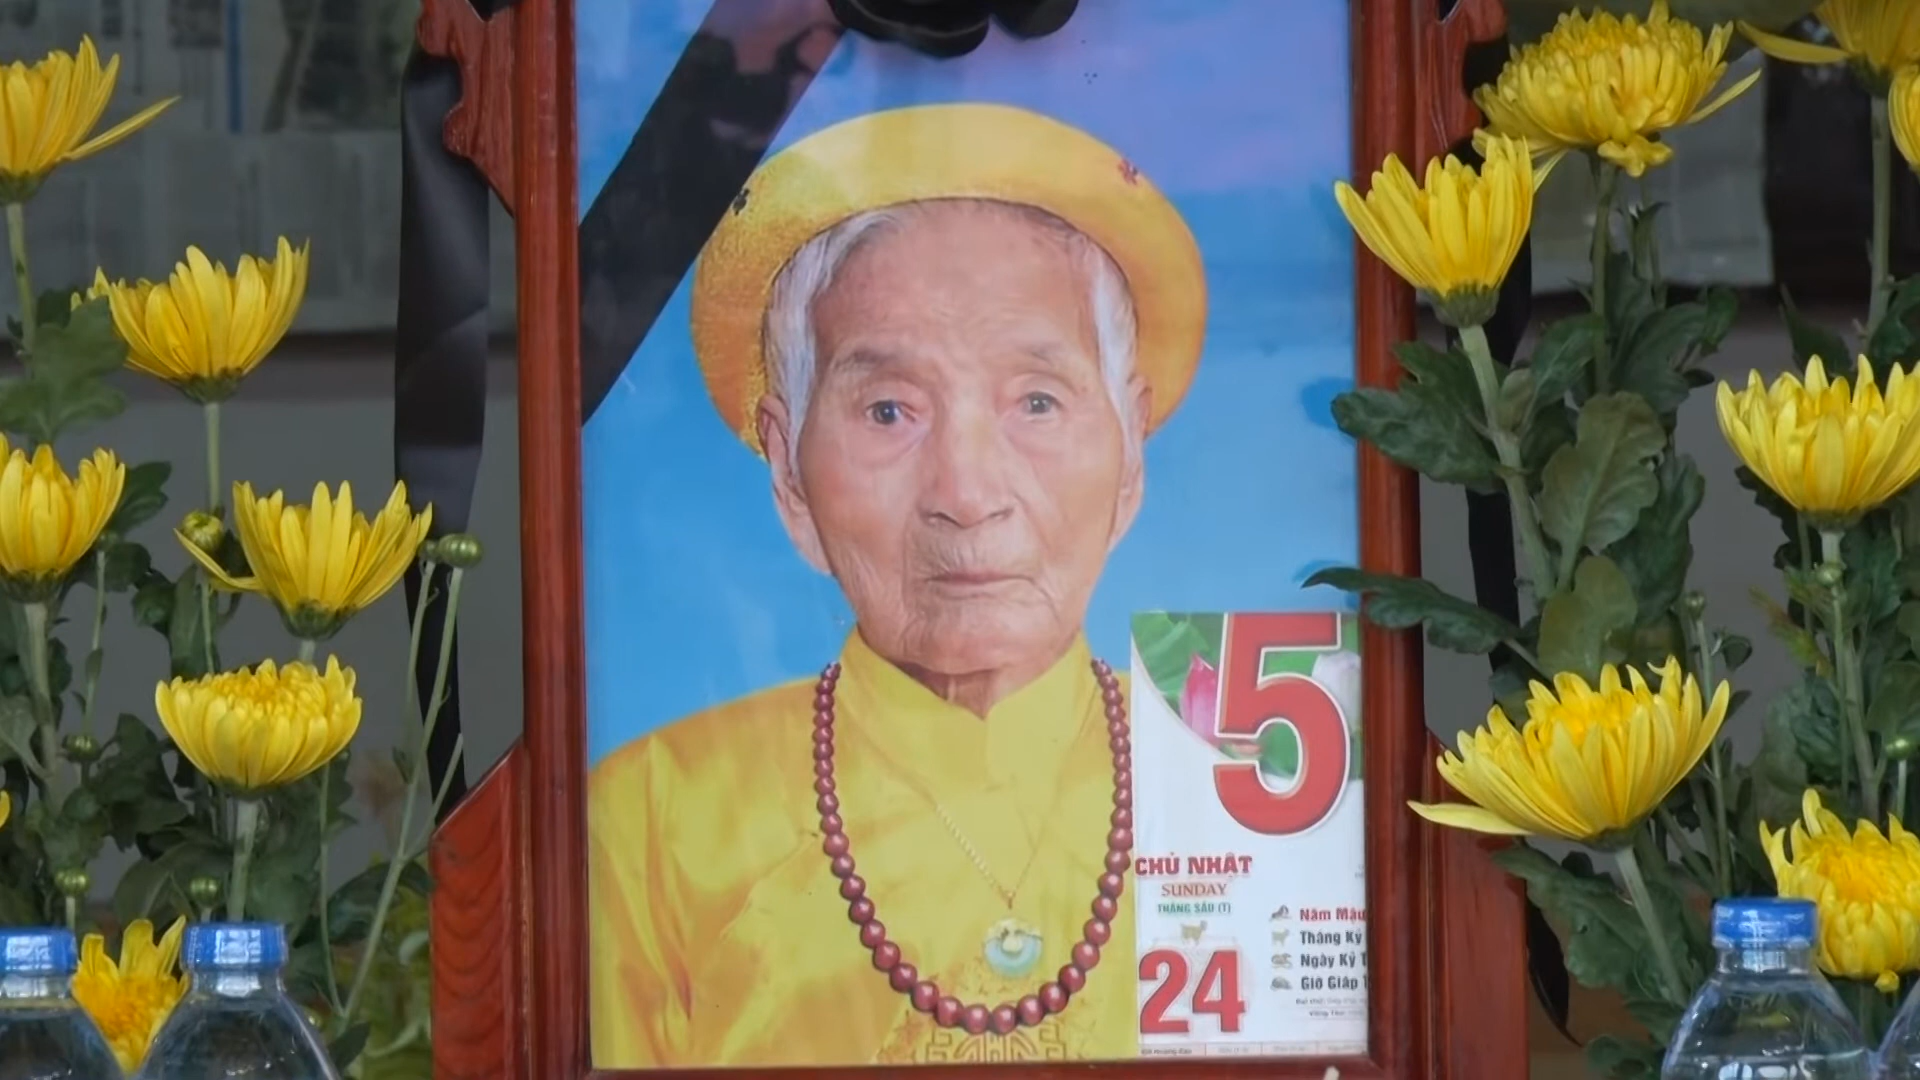 5
CHỦ NHẬT
SUNDAY
THÁNG SÁU (T)
24
Năm Mậu
Tháng Kỷ
Ngày Kỷ
Giờ Giáp